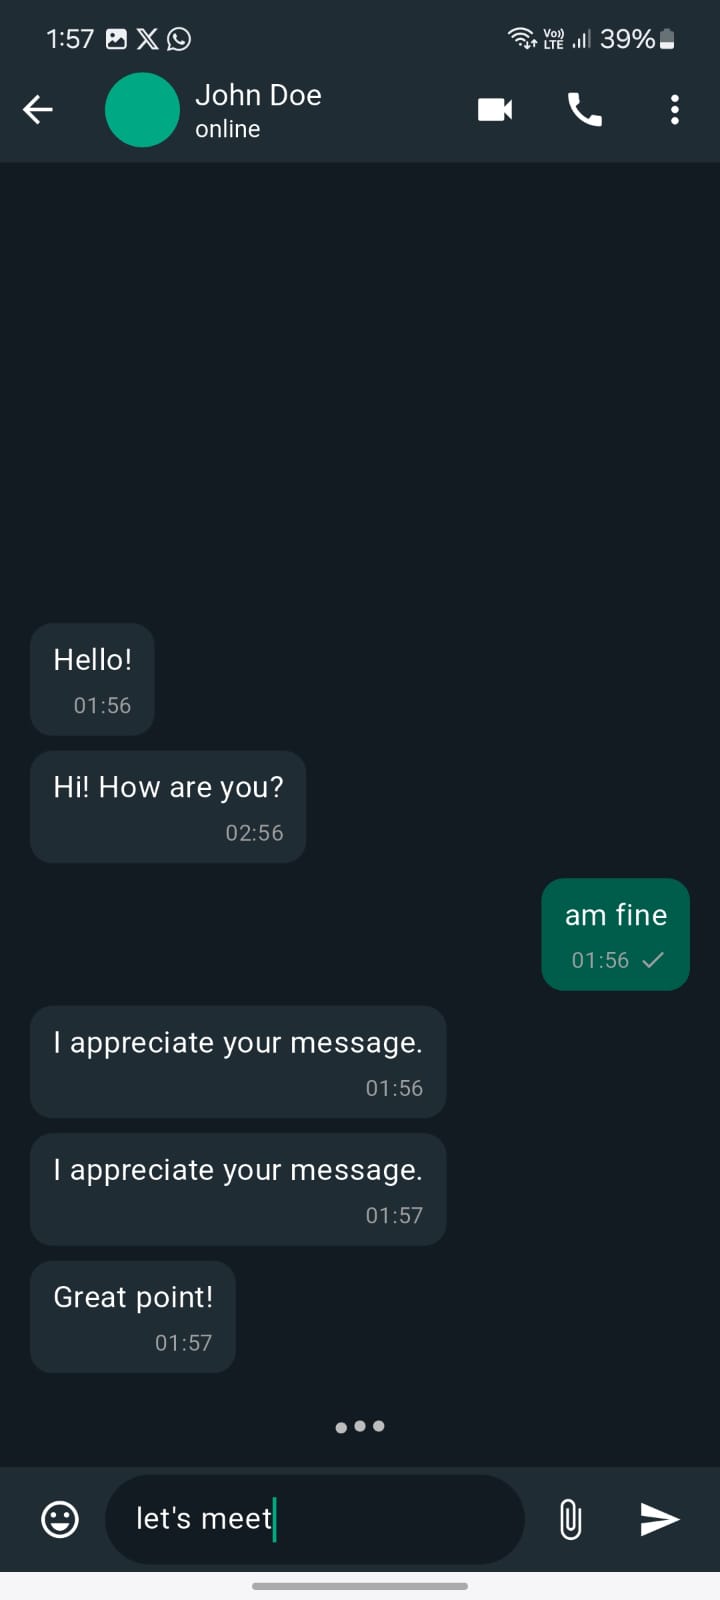 1:57 Vo)) LTE 39%
John Doe
online
Hello!
01:56
Hi! How are you?
02:56
am fine
01:56
I appreciate your message.
01:56
I appreciate your message.
01:57
Great point!
01:57
let's meet